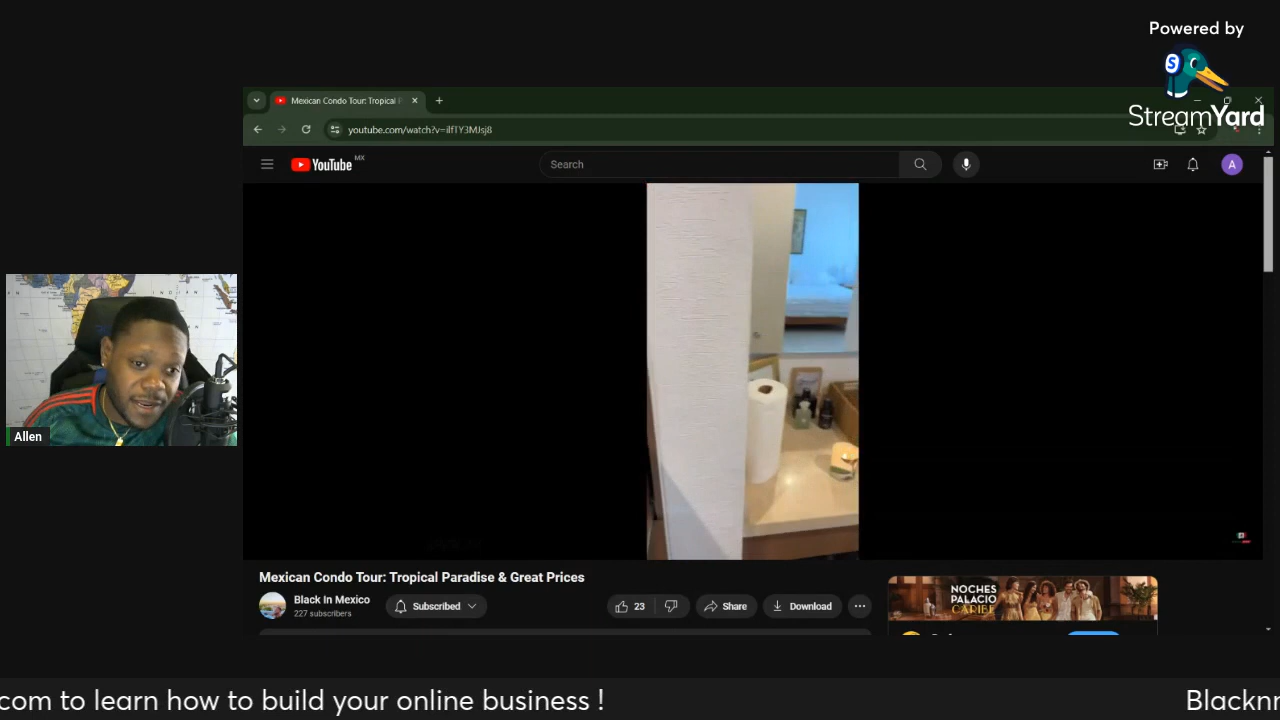 Powered by
StreamYard
Mexican Condo Tour: Tropical P
youtube.com/watch?v=ilf1Y3MJsj8
YouTube MX
Search
A
Allen
Mexican Condo Tour: Tropical Paradise & Great Prices
Black In Mexico
227 subscribers
Subscribed
23
Share
Download
NOCHES
PALACIO
CARIBE
com to learn how to build your online business !
Blackn